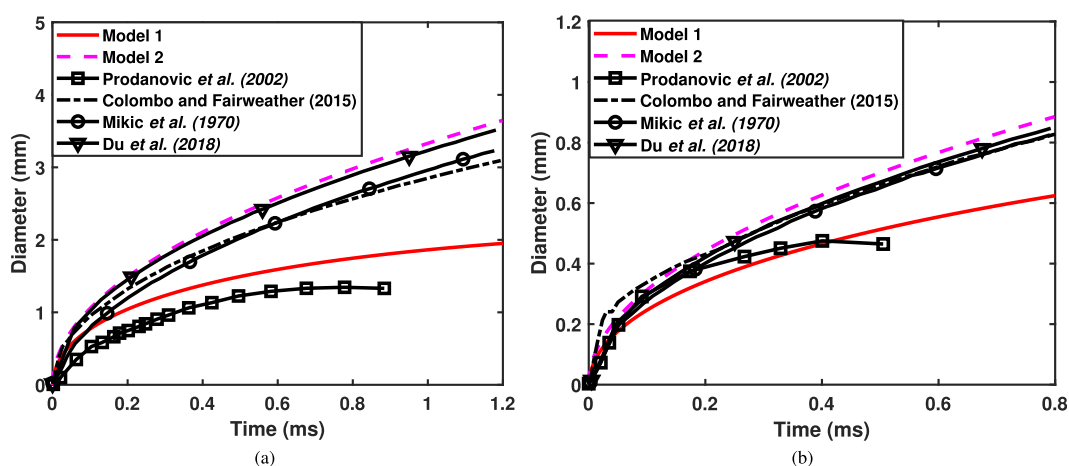 5
4
3
2
1
0
Diameter (mm)
Model 1
Model 2
Prodanovic et al. (2002)
Colombo and Fairweather (2015)
Mikic et al. (1970)
Du et al. (2018)
0 0.2 0.4 0.6 0.8 1 1.2
Time (ms)
(a)
1.2
1
0.8
0.6
0.4
0.2
0
Diameter (mm)
Model 1
Model 2
Prodanovic et al. (2002)
Colombo and Fairweather (2015)
Mikic et al. (1970)
Du et al. (2018)
0 0.2 0.4 0.6 0.8
Time (ms)
(b)